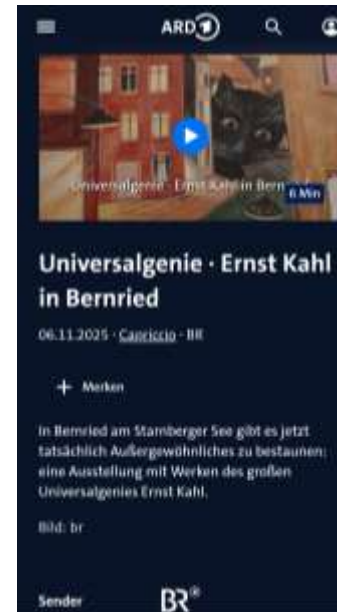 ARD 1
Universalgenie · Ernst Kahl in Bern
6 Min
Universalgenie · Ernst Kahl
in Bernried
06.11.2025 · Capriccio · BR
+ Merken
In Bernried am Starnberger See gibt es jetzt
tatsächlich Außergewöhnliches zu bestaunen:
eine Ausstellung mit Werken des großen
Universalgenies Ernst Kahl.
Bild: br
Sender
BR®